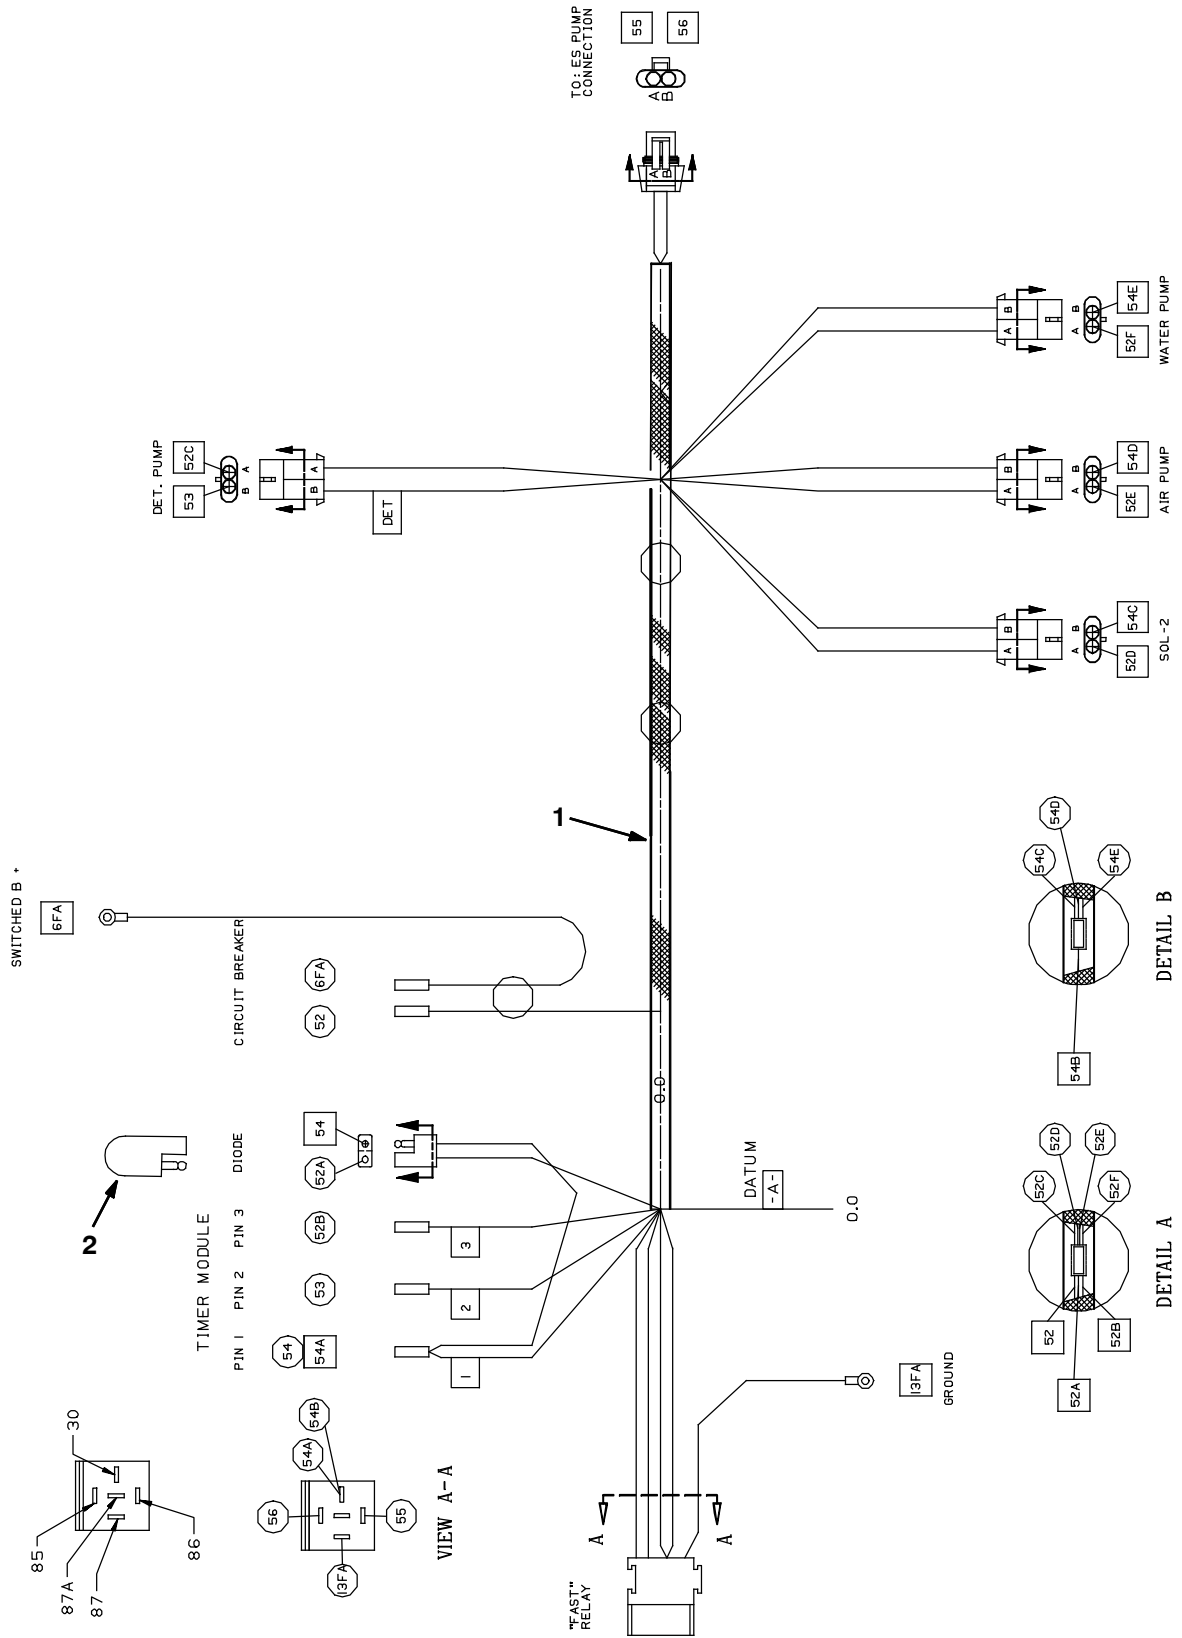 TO: ES PUMP
CONNECTION
55
56
A
B
A
B
DET. PUMP
52C
53
B
A
B
A
DET
A
B
A
B
54E
52F
WATER PUMP
A
B
A
B
54D
52E
AIR PUMP
A
B
A
B
54C
52D
SOL-2
SWITCHED B +
6FA
CIRCUIT BREAKER
6FA
52
1
0.0
2
TIMER MODULE
PIN 1
PIN 2
PIN 3
DIODE
54
54A
53
52B
52A
54
1
2
3
DATUM
-A-
0.0
13FA
GROUND
30
85
87A
87
86
54B
54A
56
55
13FA
VIEW A-A
A
A
"FAST"
RELAY
54C
54D
54E
54B
DETAIL B
52C
52D
52E
52F
52
52A
52B
DETAIL A